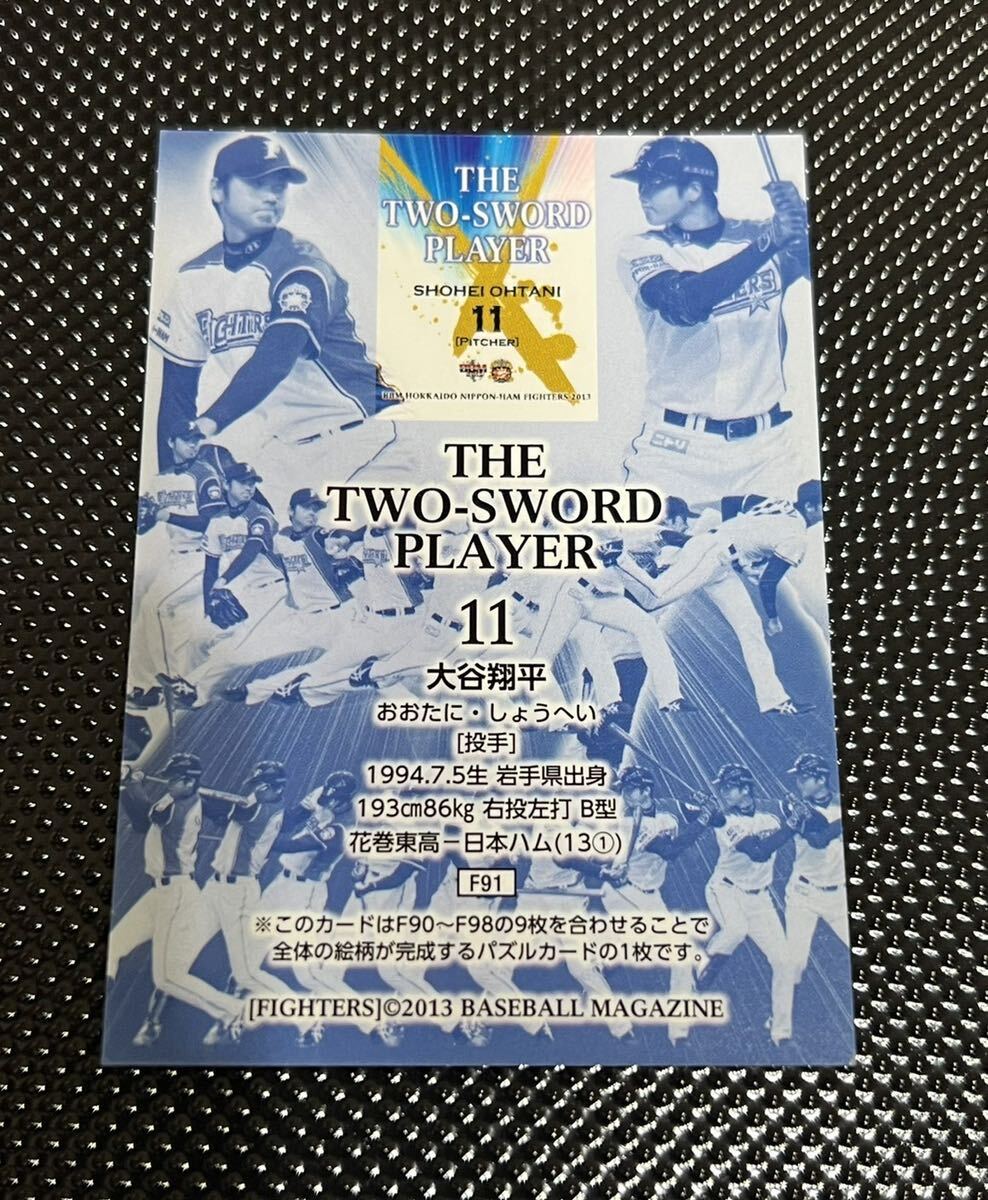 THE
TWO-SWORD
PLAYER
SHOHEI OHTANI
11
[PITCHER]
BBM
BBM HOKKAIDO NIPPON-HAM FIGHTERS 2013
FIGHTERS
THE
TWO-SWORD
PLAYER
11
大谷翔平
おおたに・しょうへい
[投手]
1994.7.5生 岩手県出身
193㎝86㎏ 右投左打 B型
花巻東高－日本ハム(13①)
F91
※このカードはF90～F98の9枚を合わせることで
全体の絵柄が完成するパズルカードの1枚です。
[FIGHTERS]©2013 BASEBALL MAGAZINE